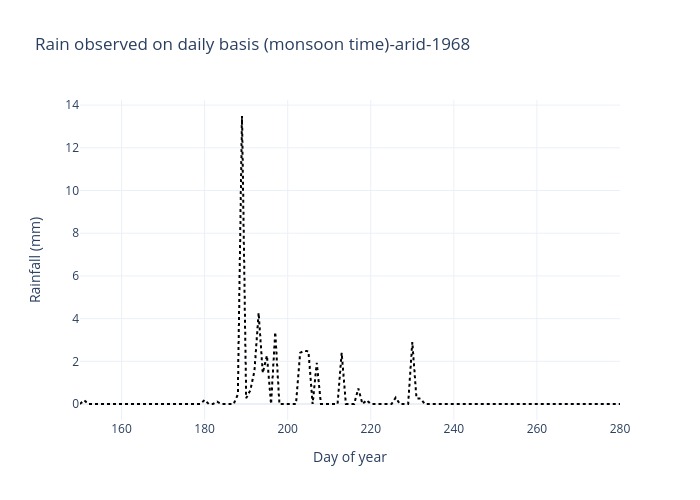 Rain observed on daily basis (monsoon time)-arid-1968
14
12
10
8
6
4
2
0
Rainfall (mm)
160 180 200 220 240 260 280
Day of year